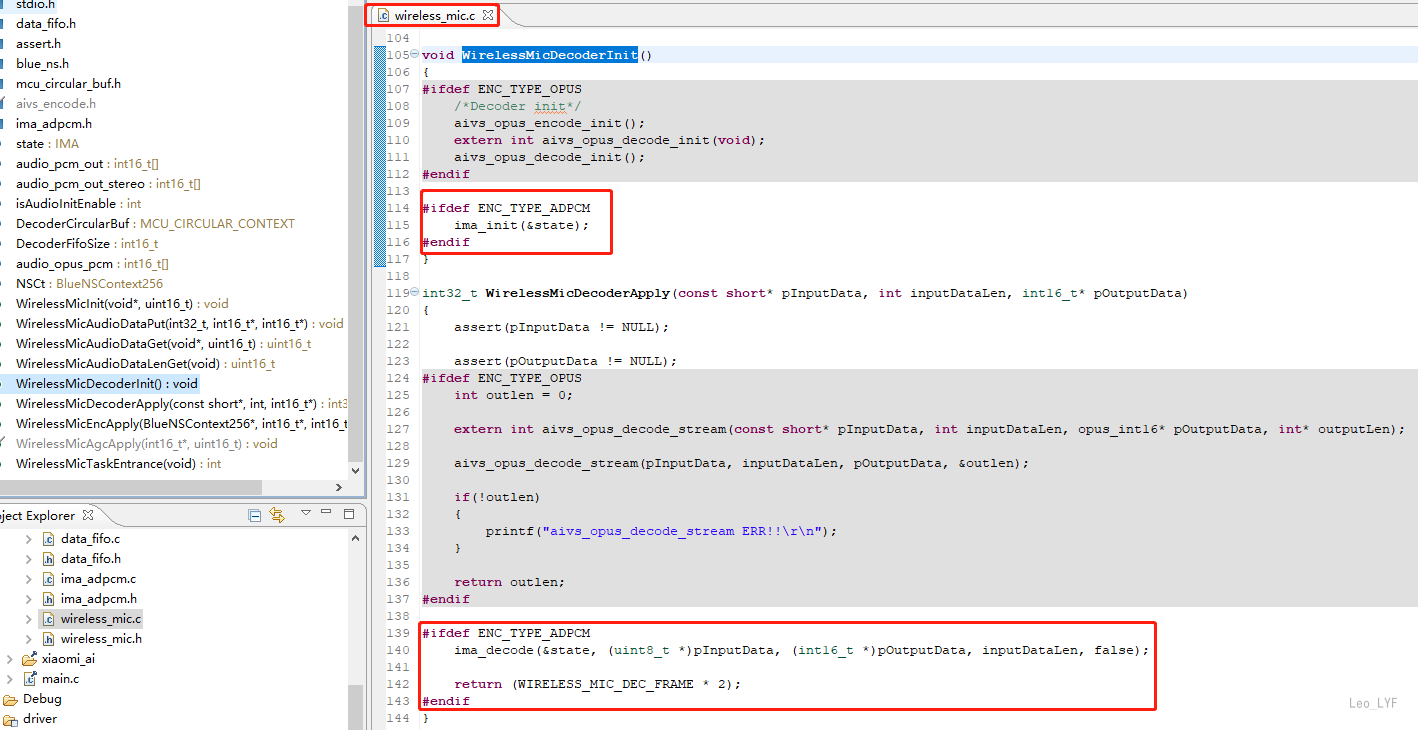 stdio.h
data_fifo.h
assert.h
blue_ns.h
mcu_circular_buf.h
aivs_encode.h
ima_adpcm.h
state : IMA
audio_pcm_out : int16_t[]
audio_pcm_out_stereo : int16_t[]
isAudioInitEnable : int
DecoderCircularBuf : MCU_CIRCULAR_CONTEXT
DecoderFifoSize : int16_t
audio_opus_pcm : int16_t[]
NSCt : BlueNSContext256
WirelessMicInit(void*, uint16_t) : void
WirelessMicAudioDataPut(int32_t, int16_t*, int16_t*) : void
WirelessMicAudioDataGet(void*, uint16_t) : uint16_t
WirelessMicAudioDataLenGet(void) : uint16_t
WirelessMicDecoderInit() : void
WirelessMicDecoderApply(const short*, int, int16_t*) : int3
WirelessMicEncApply(BlueNSContext256*, int16_t*, int16_t
WirelessMicAgcApply(int16_t*, uint16_t) : void
WirelessMicTaskEntrance(void) : int
ject Explorer
data_fifo.c
data_fifo.h
ima_adpcm.c
ima_adpcm.h
wireless_mic.c
wireless_mic.h
xiaomi_ai
main.c
Debug
driver
wireless_mic.c
104
105 void WirelessMicDecoderInit()
106 {
107 #ifdef ENC_TYPE_OPUS
108 /*Decoder init*/
109 aivs_opus_encode_init();
110 extern int aivs_opus_decode_init(void);
111 aivs_opus_decode_init();
112 #endif
113
114 #ifdef ENC_TYPE_ADPCM
115 ima_init(&state);
116 #endif
117 }
118
119 int32_t WirelessMicDecoderApply(const short* pInputData, int inputDataLen, int16_t* pOutputData)
120 {
121 assert(pInputData != NULL);
122
123 assert(pOutputData != NULL);
124 #ifdef ENC_TYPE_OPUS
125 int outlen = 0;
126
127 extern int aivs_opus_decode_stream(const short* pInputData, int inputDataLen, opus_int16* pOutputData, int* outputLen);
128
129 aivs_opus_decode_stream(pInputData, inputDataLen, pOutputData, &outlen);
130
131 if(!outlen)
132 {
133 printf("aivs_opus_decode_stream ERR!!\r\n");
134 }
135
136 return outlen;
137 #endif
138
139 #ifdef ENC_TYPE_ADPCM
140 ima_decode(&state, (uint8_t *)pInputData, (int16_t *)pOutputData, inputDataLen, false);
141
142 return (WIRELESS_MIC_DEC_FRAME * 2);
143 #endif
144 }
Leo_LYF